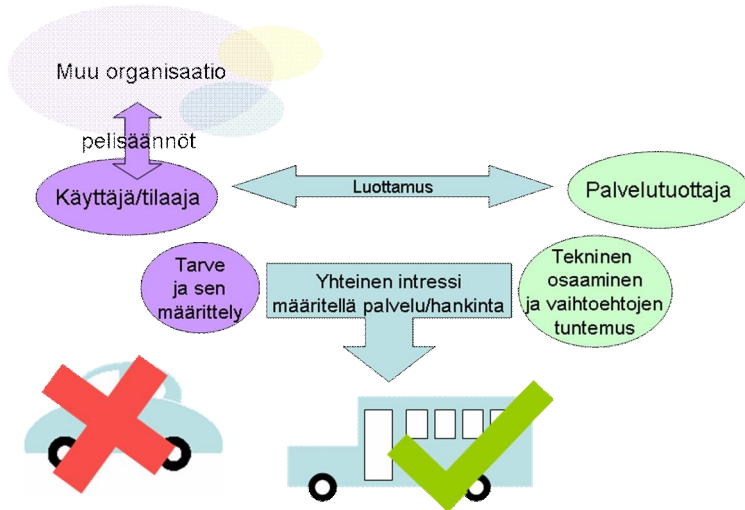 Muu organisaatio
pelisäännöt
Käyttäjä/tilaaja
Luottamus
Palvelutuottaja
Tarve
ja sen
määrittely
Yhteinen intressi
määritellä palvelu/hankinta
Tekninen
osaaminen
ja vaihtoehtojen
tuntemus